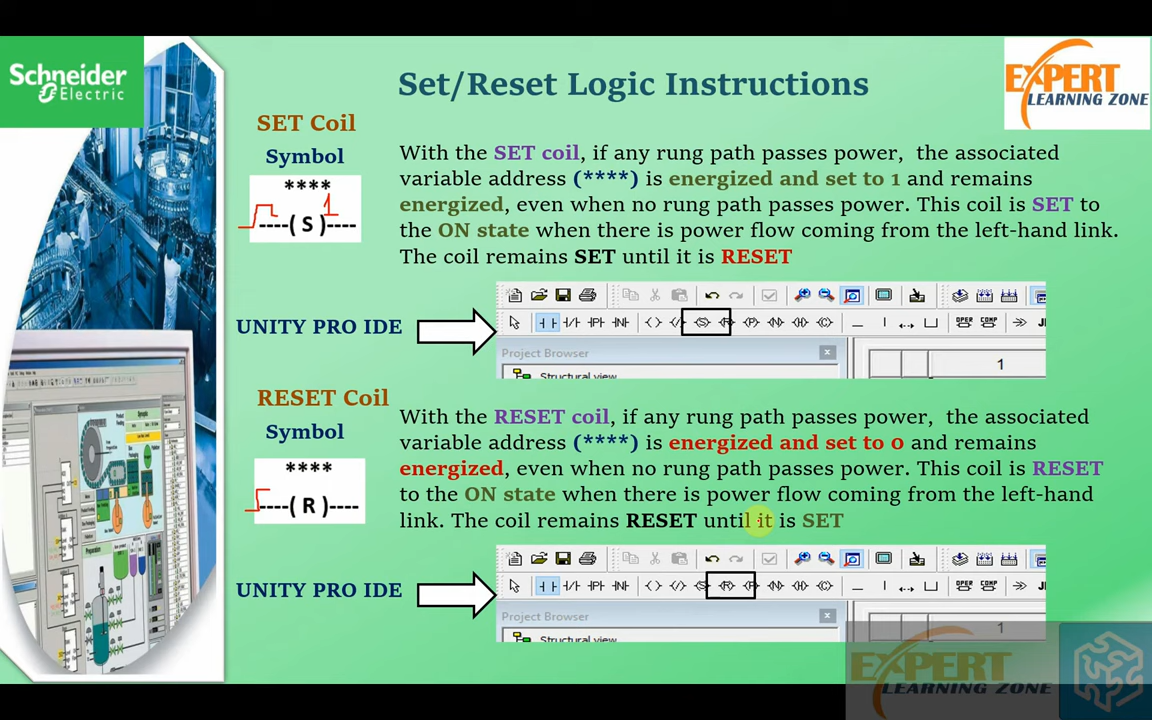 Schneider
Electric
Set/Reset Logic Instructions
EXPERT
LEARNING ZONE
SET Coil
Symbol
****
----( S )----
1
With the SET coil, if any rung path passes power, the associated
variable address (****) is energized and set to 1 and remains
energized, even when no rung path passes power. This coil is SET to
the ON state when there is power flow coming from the left-hand link.
The coil remains SET until it is RESET
UNITY PRO IDE
Project Browser
Structural view
1
RESET Coil
Symbol
****
----( R )----
With the RESET coil, if any rung path passes power, the associated
variable address (****) is energized and set to 0 and remains
energized, even when no rung path passes power. This coil is RESET
to the ON state when there is power flow coming from the left-hand
link. The coil remains RESET until it is SET
UNITY PRO IDE
Project Browser
Structural view
1
EXPERT
LEARNING ZONE